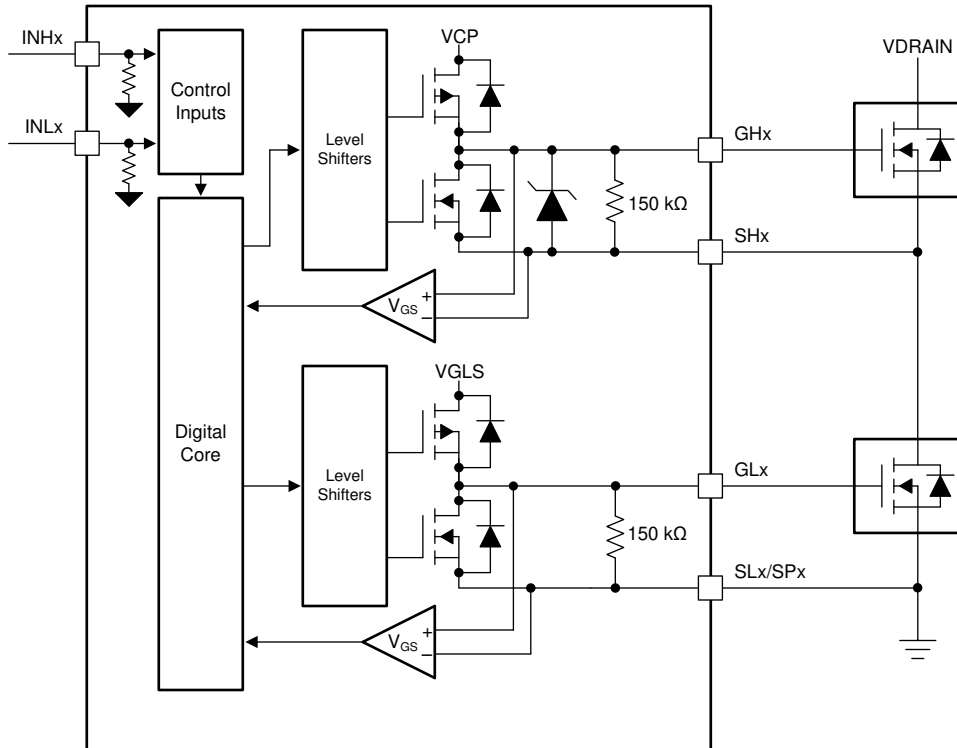 INHx
INLx
Control
Inputs
Digital
Core
Level
Shifters
VCP
VGS
+
−
150 kΩ
GHx
SHx
VDRAIN
Level
Shifters
VGLS
VGS
+
−
150 kΩ
GLx
SLx/SPx